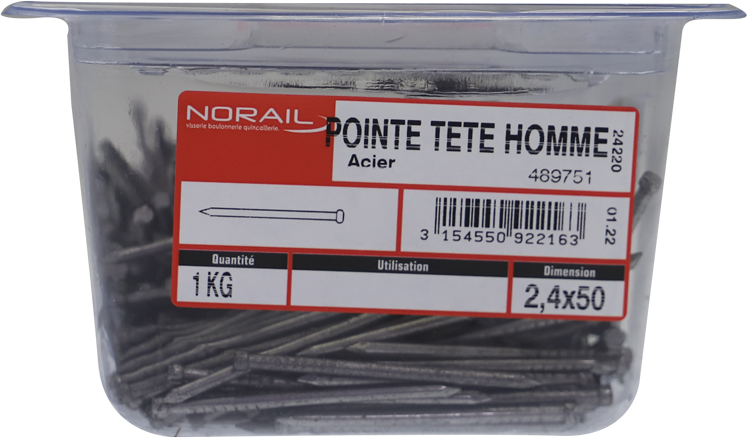 NORAIL
visserie boulonnerie quincaillerie.
POINTE TETE HOMME
Acier
489751
24220
01.22
3 154550 922163
Quantité
1 KG
Utilisation
Dimension
2,4x50